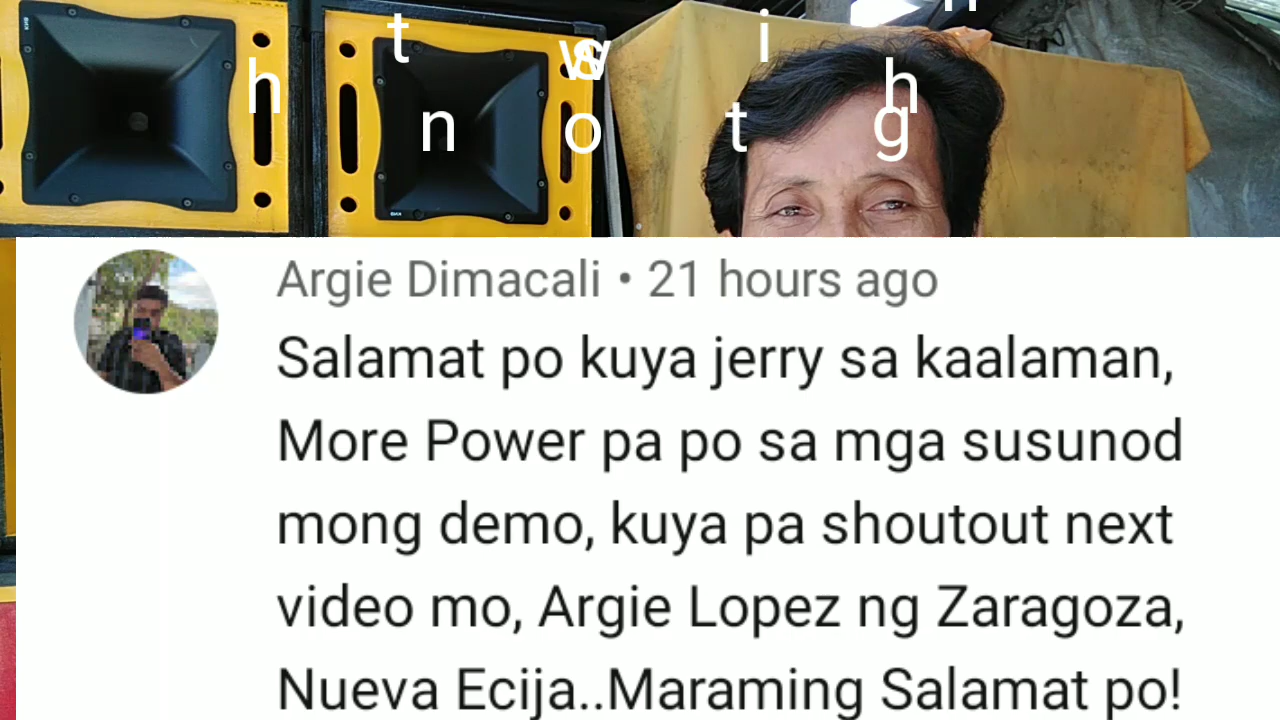 Argie Dimacali • 21 hours ago
Salamat po kuya jerry sa kaalaman,
More Power pa po sa mga susunod
mong demo, kuya pa shoutout next
video mo, Argie Lopez ng Zaragoza,
Nueva Ecija..Maraming Salamat po!